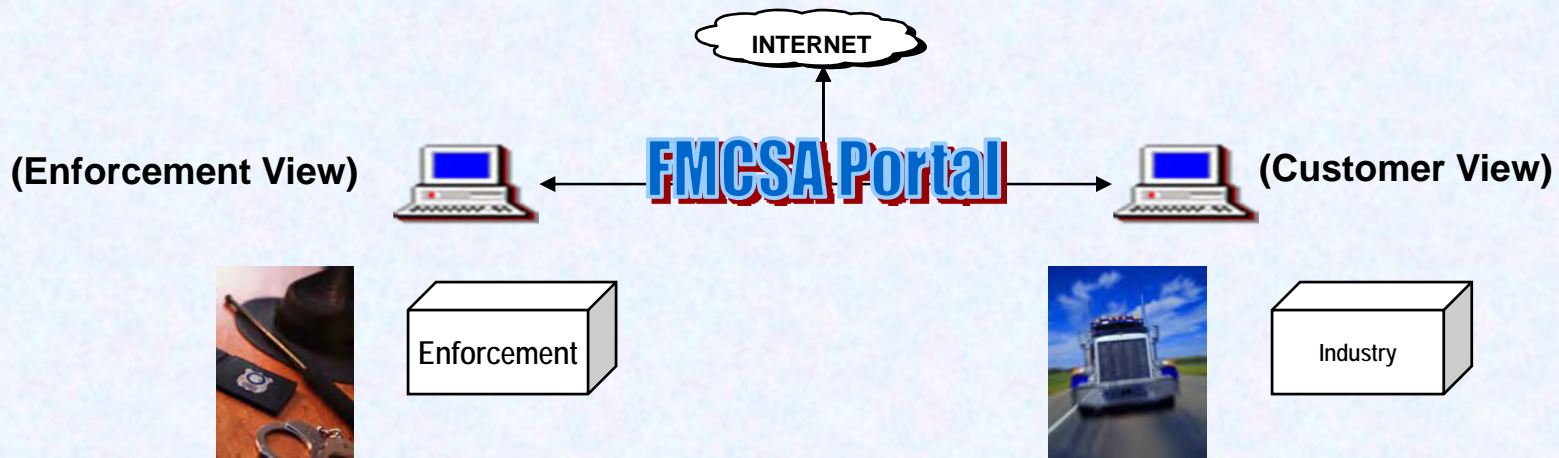 INTERNET
(Enforcement View)
FMCSA Portal
(Customer View)
Enforcement
Industry